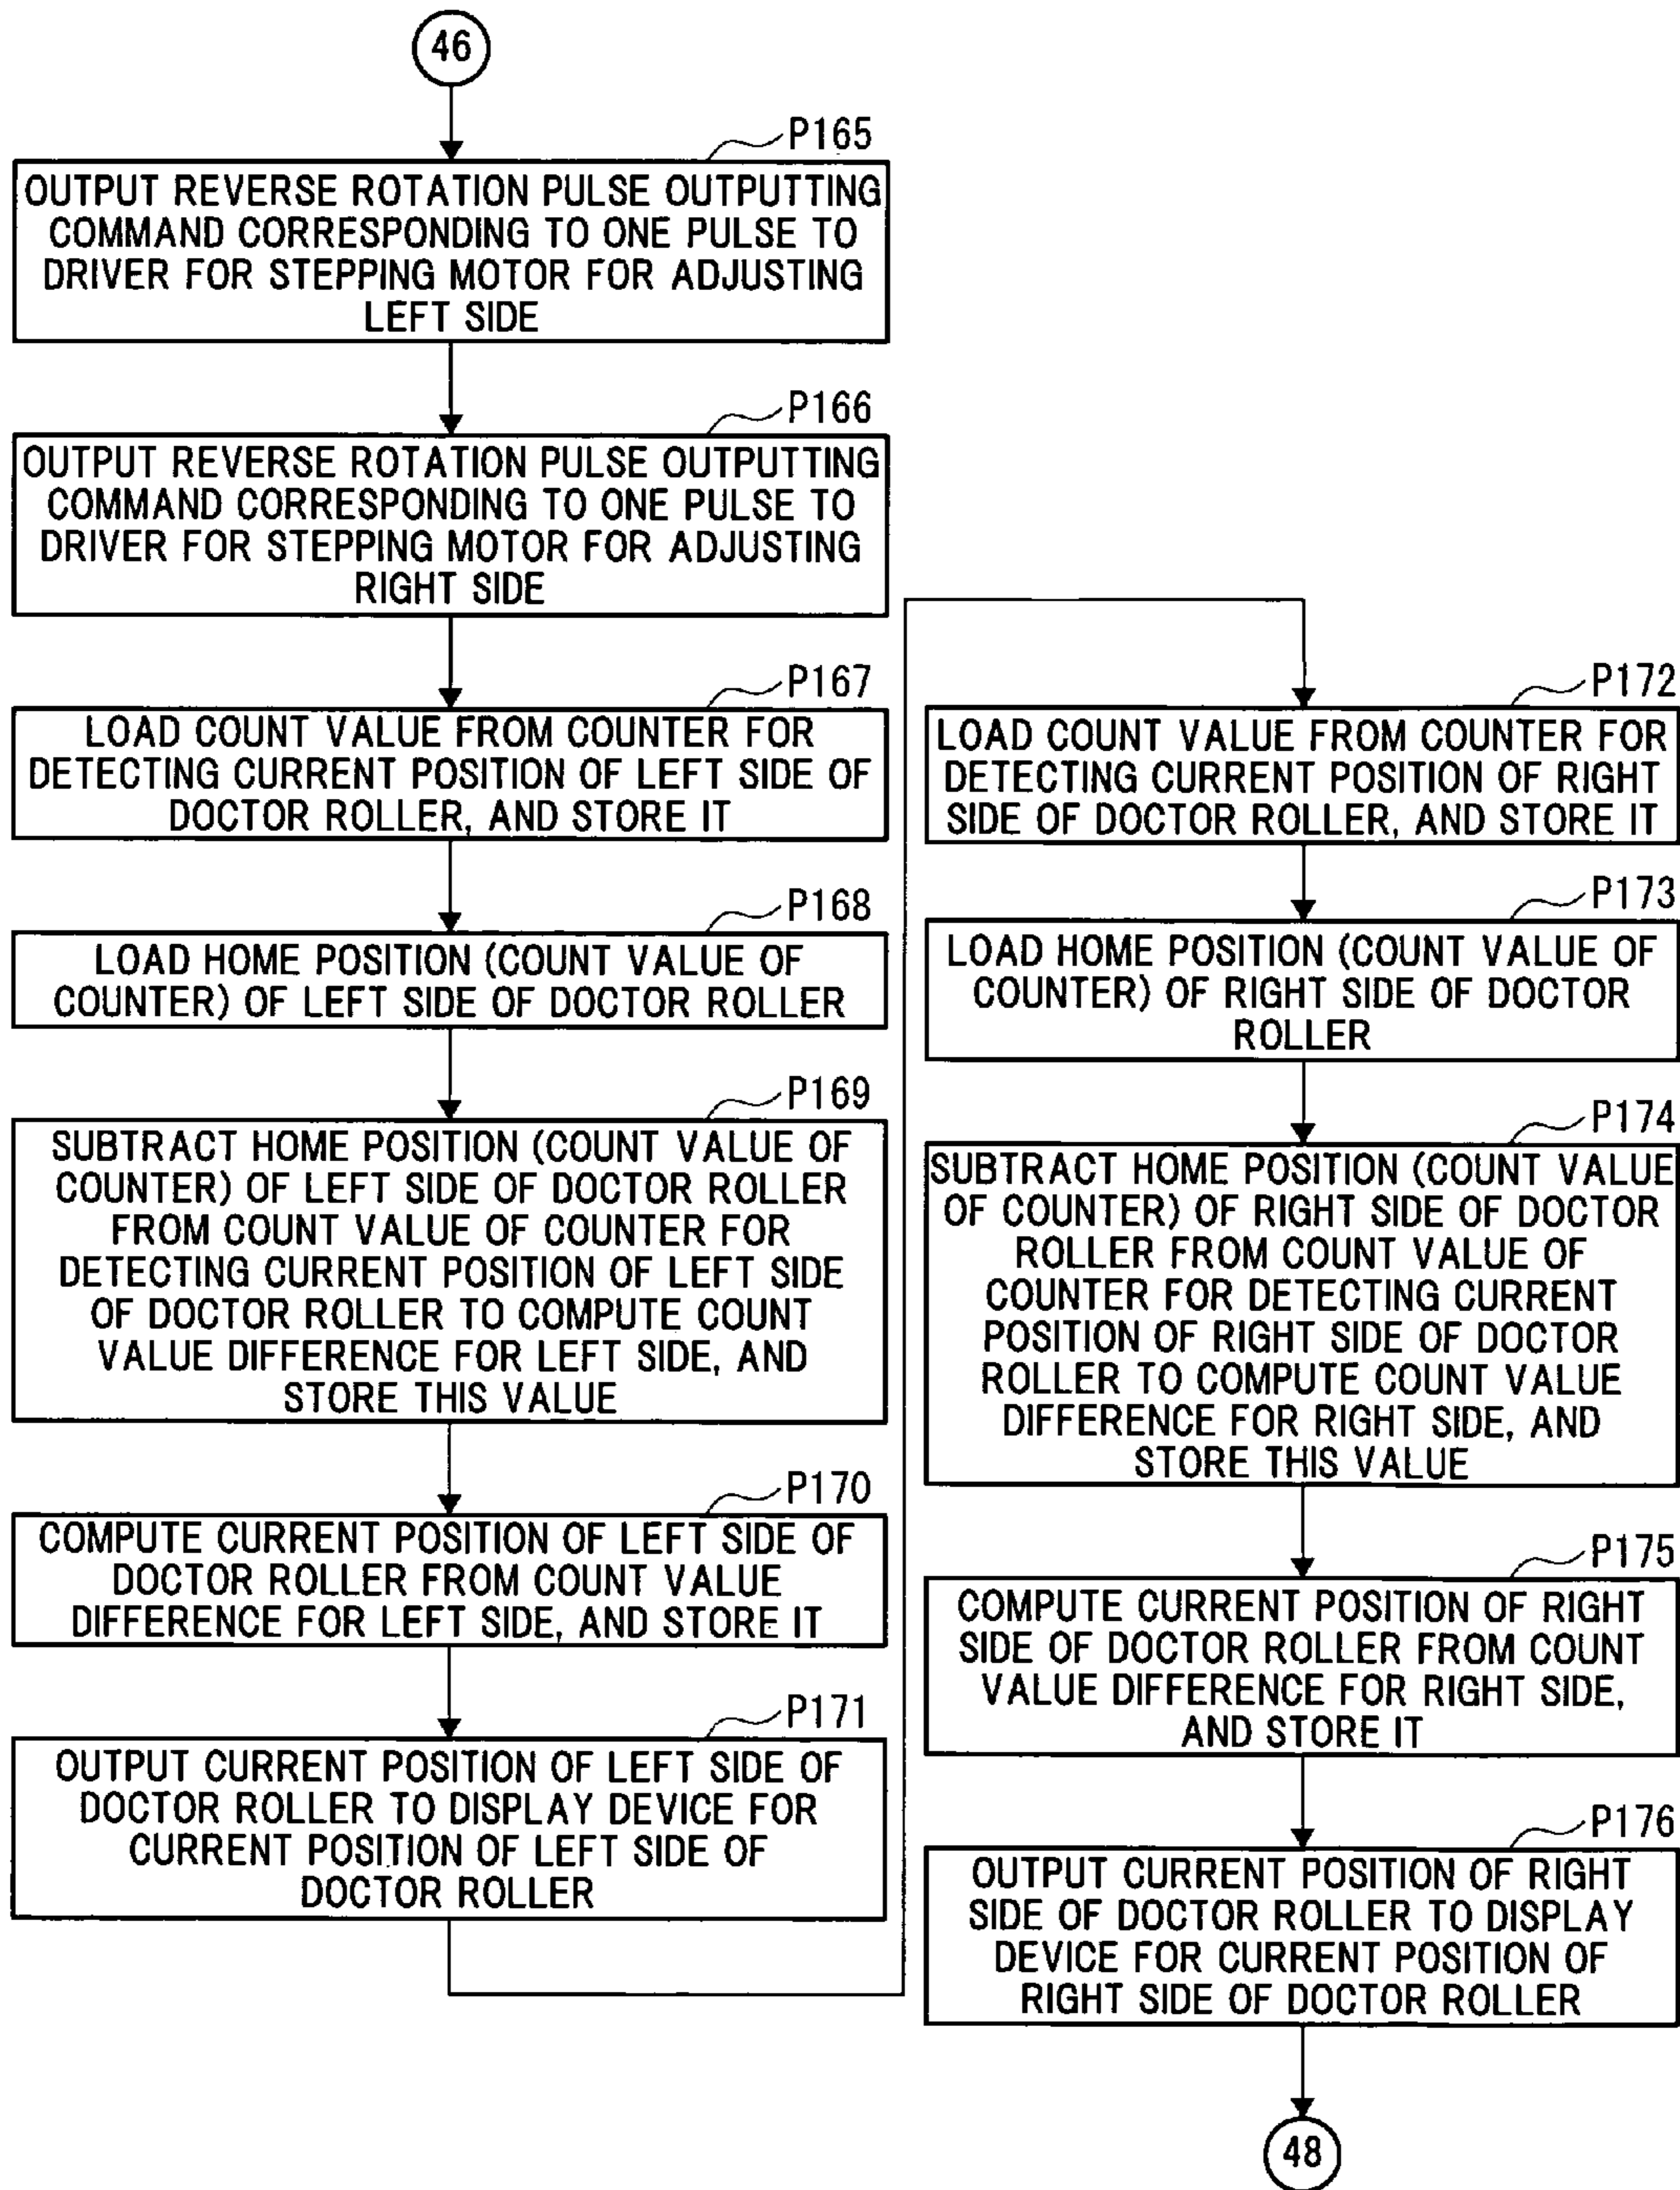 46
P165
OUTPUT REVERSE ROTATION PULSE OUTPUTTING
COMMAND CORRESPONDING TO ONE PULSE TO
DRIVER FOR STEPPING MOTOR FOR ADJUSTING
LEFT SIDE
P166
OUTPUT REVERSE ROTATION PULSE OUTPUTTING
COMMAND CORRESPONDING TO ONE PULSE TO
DRIVER FOR STEPPING MOTOR FOR ADJUSTING
RIGHT SIDE
P167
LOAD COUNT VALUE FROM COUNTER FOR
DETECTING CURRENT POSITION OF LEFT SIDE OF
DOCTOR ROLLER, AND STORE IT
P168
LOAD HOME POSITION (COUNT VALUE OF
COUNTER) OF LEFT SIDE OF DOCTOR ROLLER
P169
SUBTRACT HOME POSITION (COUNT VALUE OF
COUNTER) OF LEFT SIDE OF DOCTOR ROLLER
FROM COUNT VALUE OF COUNTER FOR
DETECTING CURRENT POSITION OF LEFT SIDE
OF DOCTOR ROLLER TO COMPUTE COUNT
VALUE DIFFERENCE FOR LEFT SIDE, AND
STORE THIS VALUE
P170
COMPUTE CURRENT POSITION OF LEFT SIDE OF
DOCTOR ROLLER FROM COUNT VALUE
DIFFERENCE FOR LEFT SIDE, AND STORE IT
P171
OUTPUT CURRENT POSITION OF LEFT SIDE OF
DOCTOR ROLLER TO DISPLAY DEVICE FOR
CURRENT POSITION OF LEFT SIDE OF
DOCTOR ROLLER
P172
LOAD COUNT VALUE FROM COUNTER FOR
DETECTING CURRENT POSITION OF RIGHT
SIDE OF DOCTOR ROLLER, AND STORE IT
P173
LOAD HOME POSITION (COUNT VALUE OF
COUNTER) OF RIGHT SIDE OF DOCTOR
ROLLER
P174
SUBTRACT HOME POSITION (COUNT VALUE
OF COUNTER) OF RIGHT SIDE OF DOCTOR
ROLLER FROM COUNT VALUE OF
COUNTER FOR DETECTING CURRENT
POSITION OF RIGHT SIDE OF DOCTOR
ROLLER TO COMPUTE COUNT VALUE
DIFFERENCE FOR RIGHT SIDE, AND
STORE THIS VALUE
P175
COMPUTE CURRENT POSITION OF RIGHT
SIDE OF DOCTOR ROLLER FROM COUNT
VALUE DIFFERENCE FOR RIGHT SIDE,
AND STORE IT
P176
OUTPUT CURRENT POSITION OF RIGHT
SIDE OF DOCTOR ROLLER TO DISPLAY
DEVICE FOR CURRENT POSITION OF
RIGHT SIDE OF DOCTOR ROLLER
48